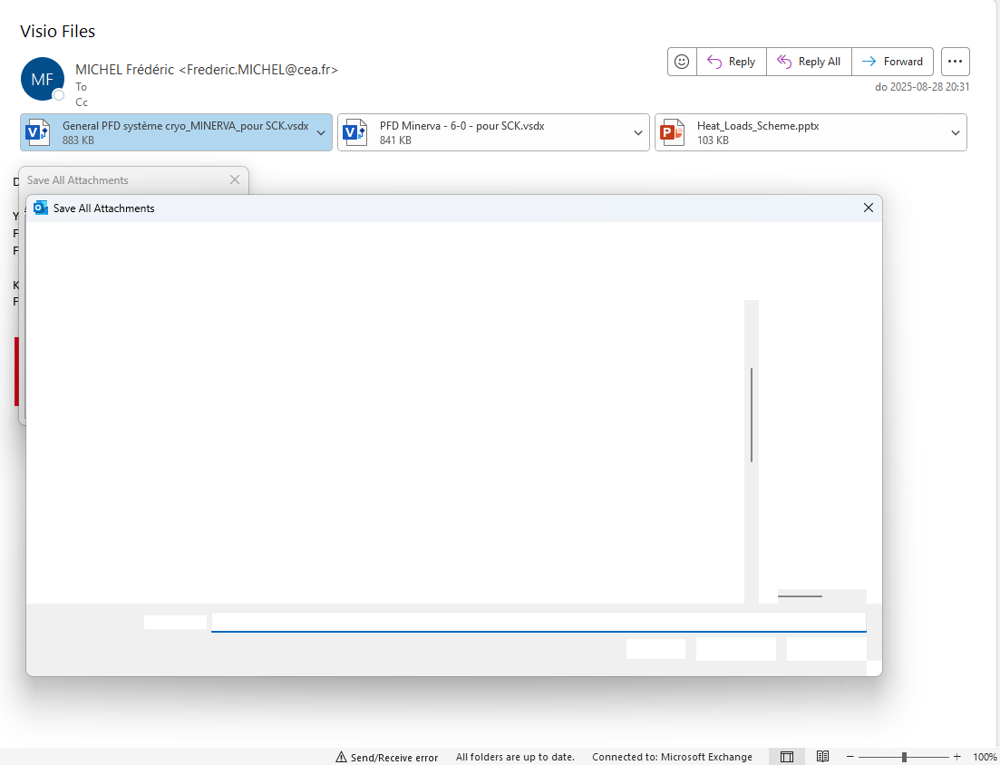 Visio Files
MF
MICHEL Frédéric <Frederic.MICHEL@cea.fr>
To
Cc
Reply
Reply All
Forward
do 2025-08-28 20:31
General PFD système cryo_MINERVA_pour SCK.vsdx
883 KB
PFD Minerva - 6-0 - pour SCK.vsdx
841 KB
Heat_Loads_Scheme.pptx
103 KB
D
Save All Attachments
Save All Attachments
Y
F
F
K
F
Send/Receive error
All folders are up to date.
Connected to: Microsoft Exchange
100%